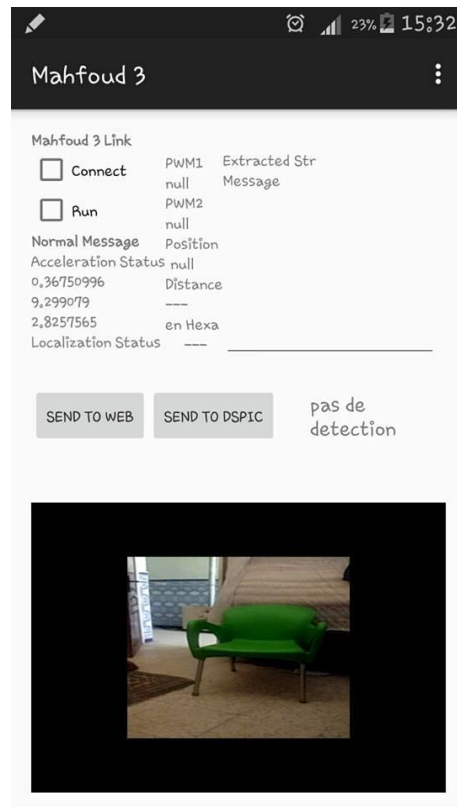 23% 15:32
Mahfoud 3
Mahfoud 3 Link
Connect
Run
Normal Message
Acceleration Status
0,36750996
9,299079
2,8257565
Localization Status
PWM1
null
PWM2
null
Position
null
Distance
---
en Hexa
---
Extracted Str
Message
SEND TO WEB
SEND TO DSPIC
pas de
detection